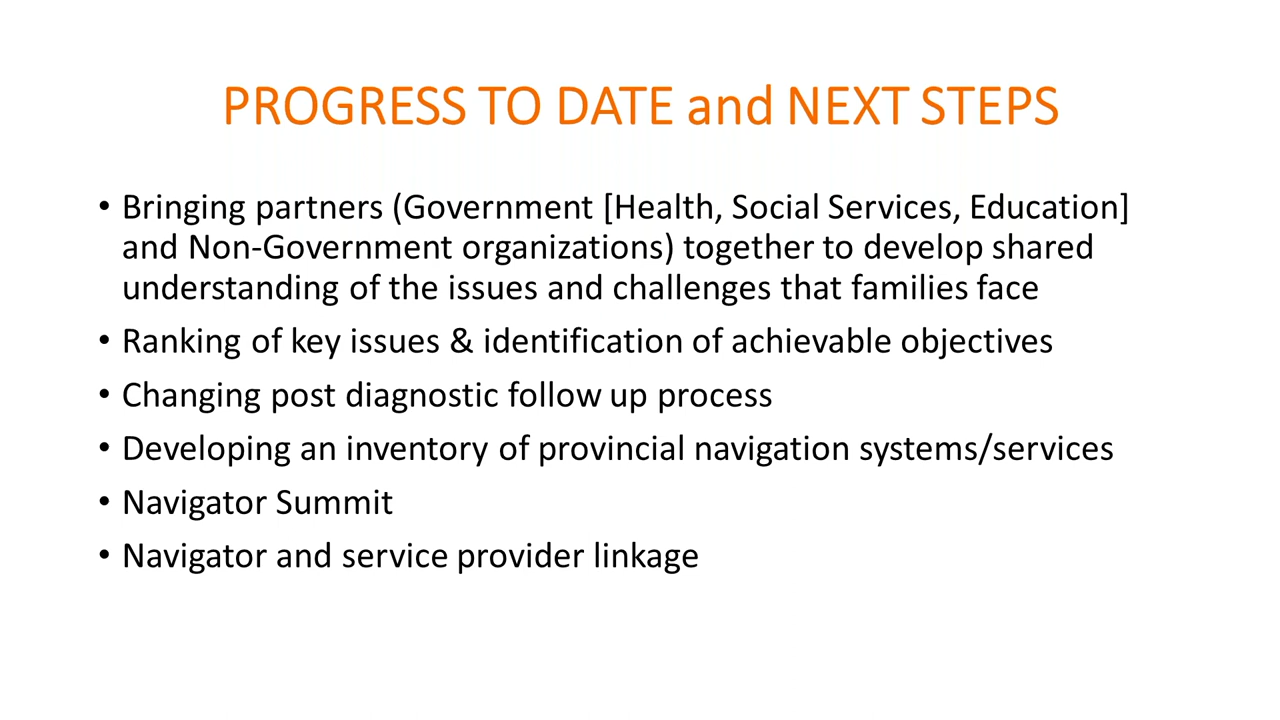 PROGRESS TO DATE and NEXT STEPS
• Bringing partners (Government [Health, Social Services, Education]
and Non-Government organizations) together to develop shared
understanding of the issues and challenges that families face
• Ranking of key issues & identification of achievable objectives
• Changing post diagnostic follow up process
• Developing an inventory of provincial navigation systems/services
• Navigator Summit
• Navigator and service provider linkage